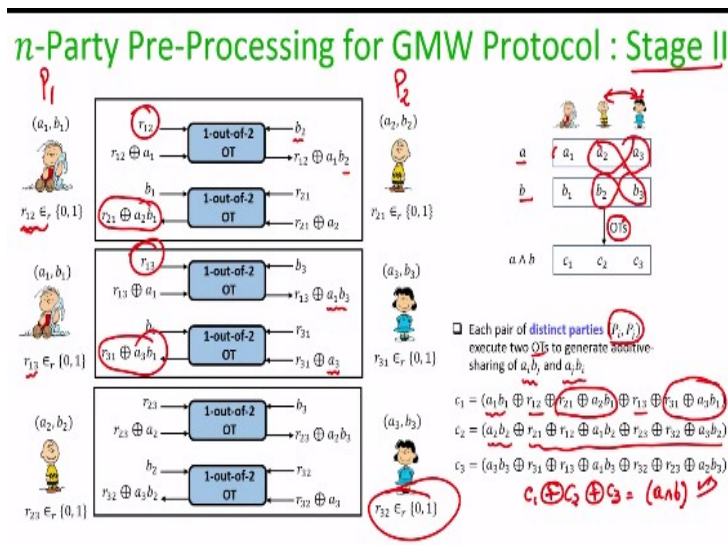 n-Party Pre-Processing for GMW Protocol : Stage II
P₁
P₂
(a₁, b₁)
r₁₂ ∈ᵣ {0, 1}
r₁₂
r₁₂ ⊕ a₁
1-out-of-2
OT
b₂
r₁₂ ⊕ a₁b₂
b₁
r₂₁ ⊕ a₂b₁
1-out-of-2
OT
r₂₁
r₂₁ ⊕ a₂
(a₂, b₂)
r₂₁ ∈ᵣ {0, 1}
(a₁, b₁)
r₁₃ ∈ᵣ {0, 1}
r₁₃
r₁₃ ⊕ a₁
1-out-of-2
OT
b₃
r₁₃ ⊕ a₁b₃
r₃₁ ⊕ a₃b₁
1-out-of-2
OT
r₃₁
r₃₁ ⊕ a₃
(a₃, b₃)
r₃₁ ∈ᵣ {0, 1}
(a₂, b₂)
r₂₃ ∈ᵣ {0, 1}
r₂₃
r₂₃ ⊕ a₂
1-out-of-2
OT
b₃
r₂₃ ⊕ a₂b₃
b₂
r₃₂ ⊕ a₃b₂
1-out-of-2
OT
r₃₂
r₃₂ ⊕ a₃
(a₃, b₃)
r₃₂ ∈ᵣ {0, 1}
a a₁ a₂ a₃
b b₁ b₂ b₃
OTs
a ∧ b c₁ c₂ c₃
❑ Each pair of distinct parties (Pᵢ, Pⱼ)
execute two OTs to generate additive-
sharing of aᵢbⱼ and aⱼbᵢ
c₁ = (a₁b₁ ⊕ r₁₂ ⊕ r₂₁ ⊕ a₂b₁ ⊕ r₁₃ ⊕ r₃₁ ⊕ a₃b₁)
c₂ = (a₂b₂ ⊕ r₂₁ ⊕ r₁₂ ⊕ a₁b₂ ⊕ r₂₃ ⊕ r₃₂ ⊕ a₃b₂)
c₃ = (a₃b₃ ⊕ r₃₁ ⊕ r₁₃ ⊕ a₁b₃ ⊕ r₃₂ ⊕ r₂₃ ⊕ a₂b₃)
c₁ ⊕ c₂ ⊕ c₃ = (a∧b)